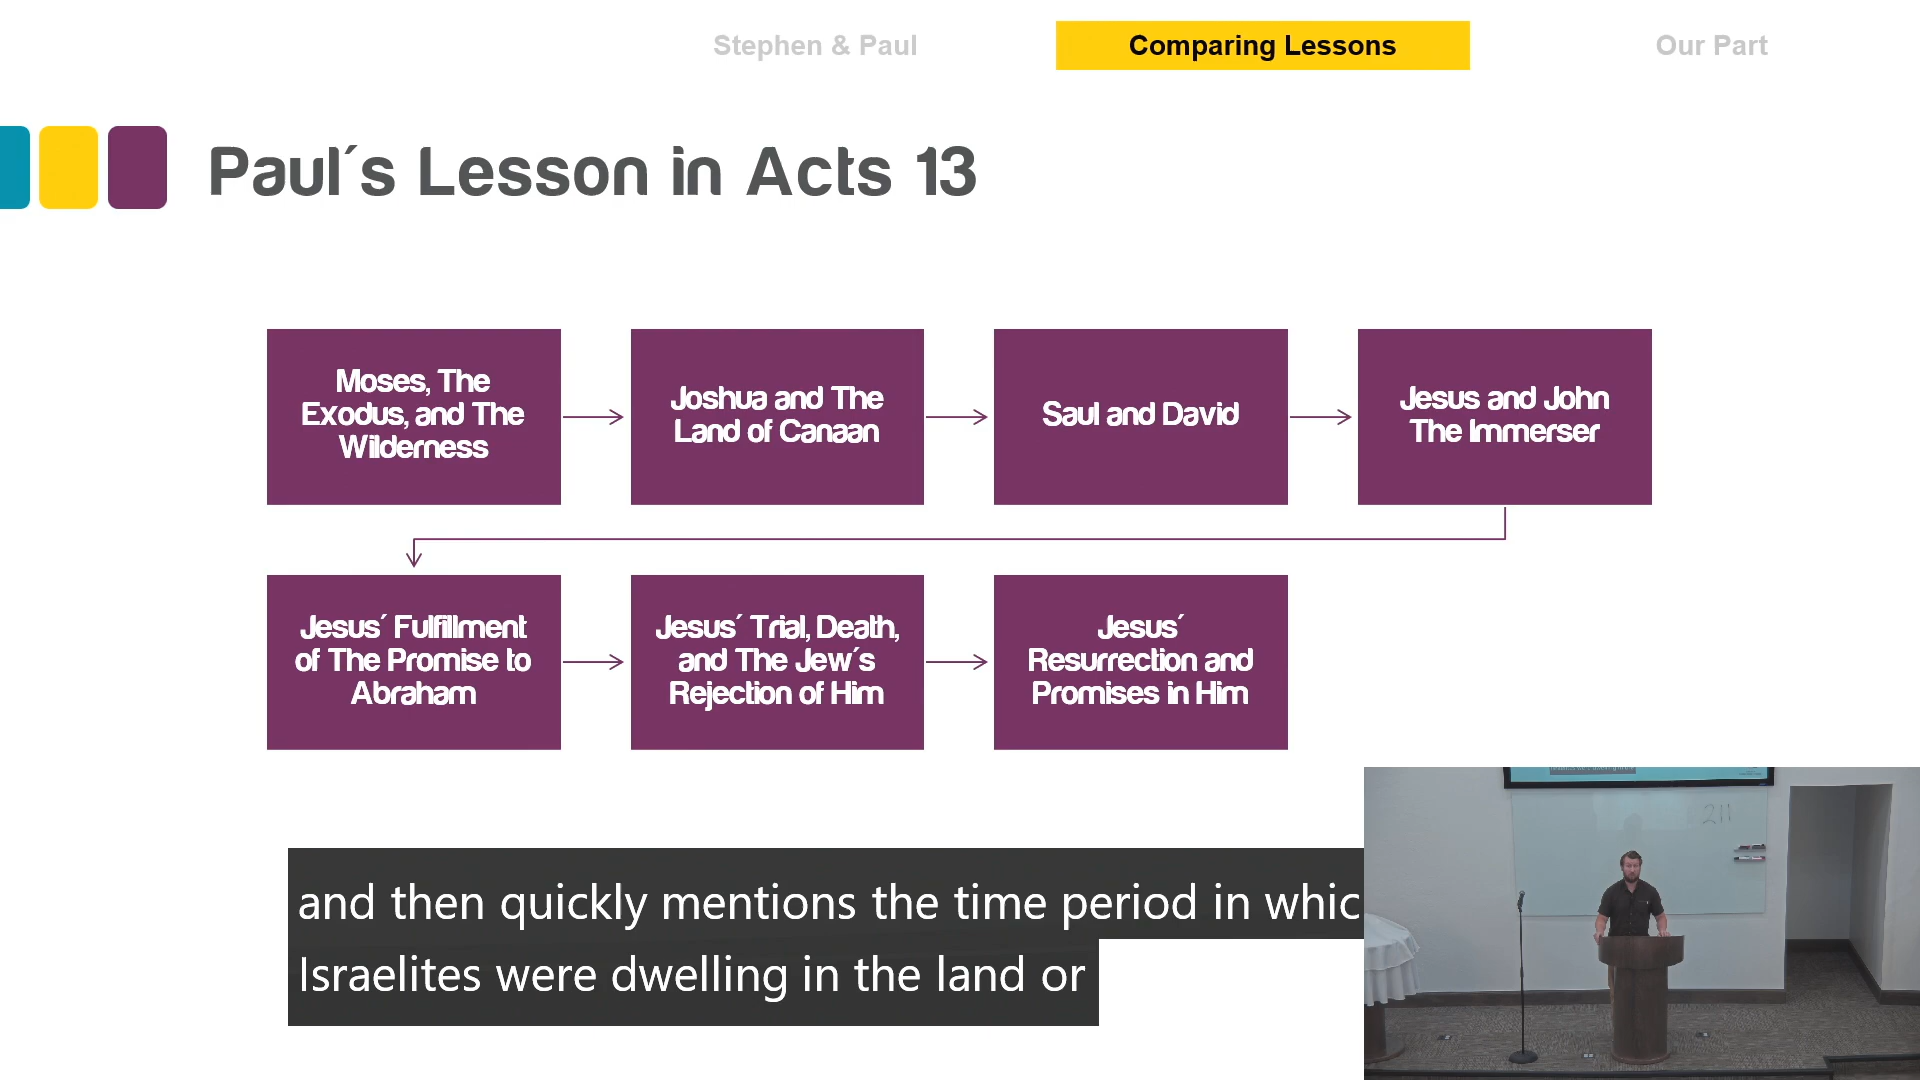 Stephen & Paul
Comparing Lessons
Our Part
Paul´s Lesson in Acts 13
Moses, The
Exodus, and The
Wilderness
Joshua and The
Land of Canaan
Saul and David
Jesus and John
The Immerser
Jesus´ Fulfillment
of The Promise to
Abraham
Jesus´ Trial, Death,
and The Jew´s
Rejection of Him
Jesus´
Resurrection and
Promises in Him
and then quickly mentions the time period in whic
Israelites were dwelling in the land or
211